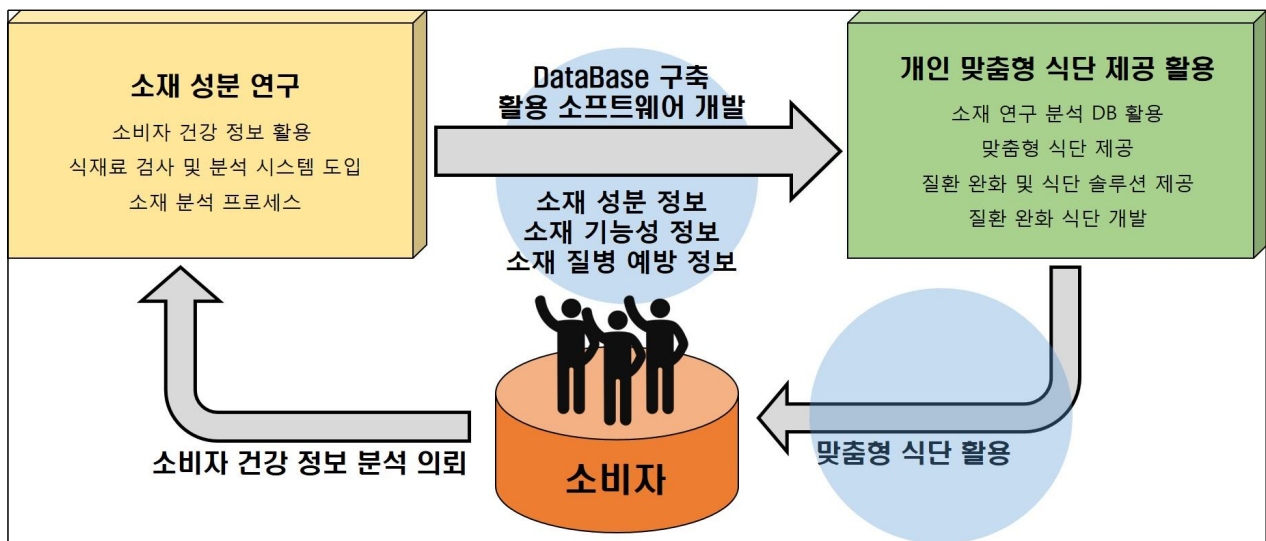 소재 성분 연구
소비자 건강 정보 활용
식재료 검사 및 분석 시스템 도입
소재 분석 프로세스
DataBase 구축
활용 소프트웨어 개발
소재 성분 정보
소재 기능성 정보
소재 질병 예방 정보
개인 맞춤형 식단 제공 활용
소재 연구 분석 DB 활용
맞춤형 식단 제공
질환 완화 및 식단 솔루션 제공
질환 완화 식단 개발
소비자 건강 정보 분석 의뢰
소비자
맞춤형 식단 활용